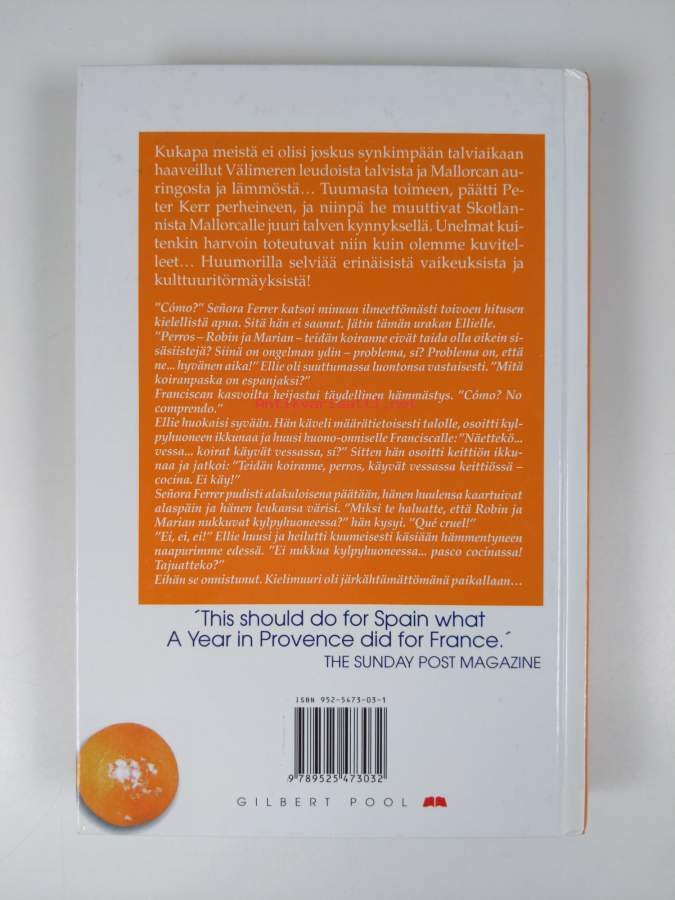 Kukapa meistä ei olisi joskus synkimpään talviaikaan
haaveillut Välimeren leudoista talvista ja Mallorcan au-
ringosta ja lämmöstä... Tuumasta toimeen, päätti Pe-
ter Kerr perheineen, ja niinpä he muuttivat Skotlan-
nista Mallorcalle juuri talven kynnyksellä. Unelmat kui-
tenkin harvoin toteutuvat niin kuin olemme kuvitel-
leet... Huumorilla selviää erinäisistä vaikeuksista ja
kulttuuritörmäyksistä!
"Cómo?" Señora Ferrer katsoi minuun ilmeettömästi toivoen hitusen
kielellistä apua. Sitä hän ei saanut. Jätin tämän urakan Ellielle.
"Perros – Robin ja Marian – teidän koiranne eivät taida olla oikein si-
säsiistejä? Siinä on ongelman ydin – problema, si? Problema on, että
ne... hyvänen aika!" Ellie oli suuttumassa luontonsa vastaisesti. "Mitä
koiranpaska on espanjaksi?"
Franciscan kasvoilta heijastui täydellinen hämmästys. "Cómo? No
comprendo."
Antikvariaatti.net
Ellie huokaisi syvään. Hän käveli määrätietoisesti talolle, osoitti kyl-
pyhuoneen ikkunaa ja huusi huono-onniselle Franciscalle: "Näettekö...
vessa... koirat käyvät vessassa, si?" Sitten hän osoitti keittiön ikku-
naa ja jatkoi: "Teidän koiranne, perros, käyvät vessassa keittiössä –
cocina. Ei käy!"
Señora Ferrer pudisti alakuloisena päätään, hänen huulensa kaartuivat
alaspäin ja hänen leukansa värisi. "Miksi te haluatte, että Robin ja
Marian nukkuvat kylpyhuoneessa?" hän kysyi. "Qué cruel!"
"Ei, ei, ei!" Ellie huusi ja heilutti kuumeisesti käsiään hämmentyneen
naapurimme edessä. "Ei nukkua kylpyhuoneessa... pasco cocinassa!
Tajuatteko?"
Eihän se onnistunut. Kielimuuri oli järkähtämättömänä paikallaan...
´This should do for Spain what
A Year in Provence did for France.´
THE SUNDAY POST MAGAZINE
ISBN 952-5473-03-1
9 789525 473032
GILBERT POOL